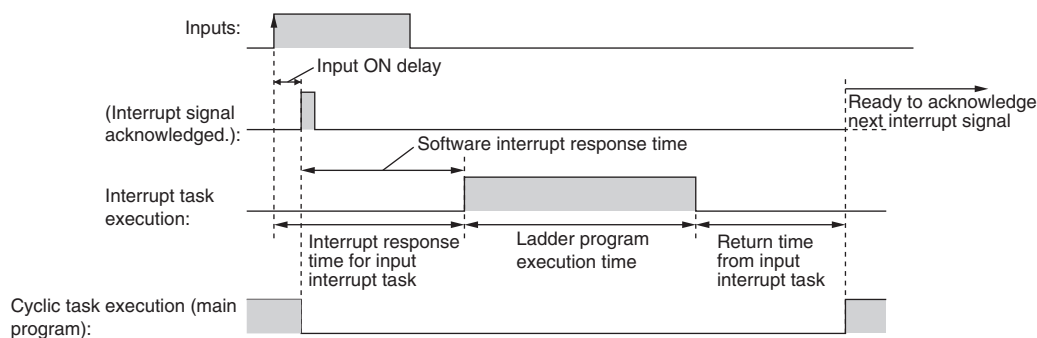 Inputs:
Input ON delay
(Interrupt signal
acknowledged.):
Ready to acknowledge
next interrupt signal
Software interrupt response time
Interrupt task
execution:
Interrupt response
time for input
interrupt task
Ladder program
execution time
Return time
from input
interrupt task
Cyclic task execution (main
program):